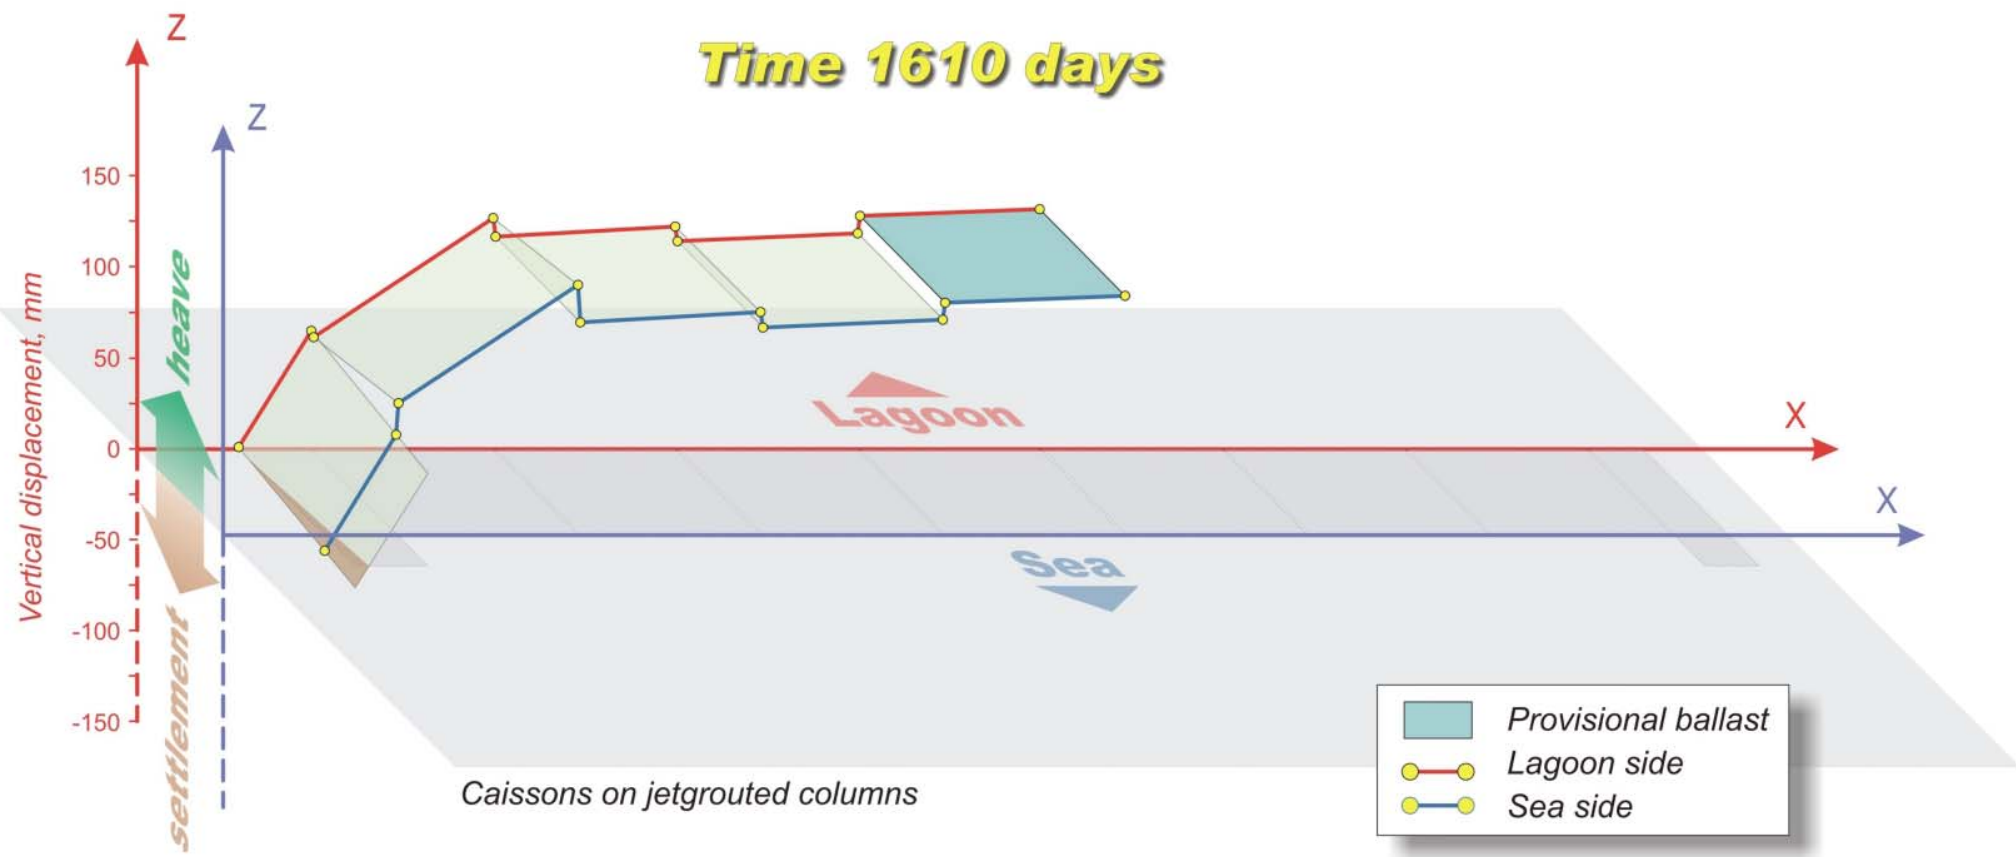 Z
Time 1610 days
Z
150
100
50
0
-50
-100
-150
Vertical displacement, mm
heave
settlement
Lagoon
X
X
Sea
Provisional ballast
Lagoon side
Sea side
Caissons on jetgrouted columns